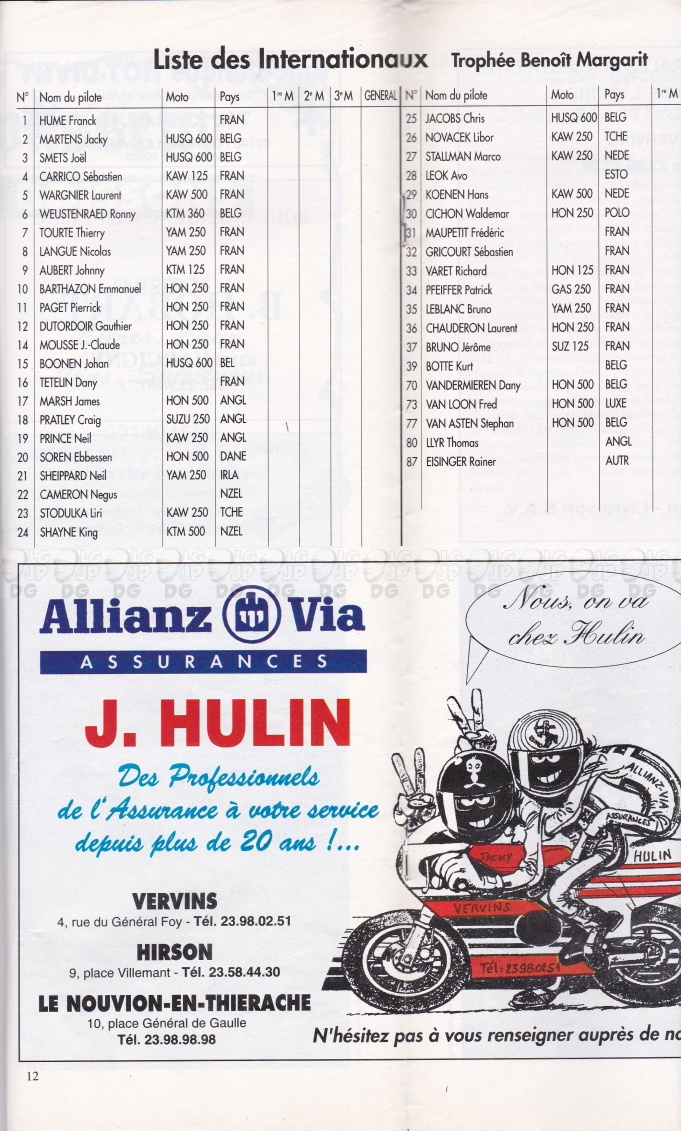 Liste des Internationaux Trophée Benoît Margarit
N° Nom du pilote Moto Pays 1re M 2e M 3e M GENERAL
1 HUME Franck FRAN
2 MARTENS Jacky HUSQ 600 BELG
3 SMETS Joël HUSQ 600 BELG
4 CARRICO Sébastien KAW 125 FRAN
5 WARGNIER Laurent KAW 500 FRAN
6 WEUSTENRAED Ronny KTM 360 BELG
7 TOURTE Thierry YAM 250 FRAN
8 LANGUE Nicolas YAM 250 FRAN
9 AUBERT Johnny KTM 125 FRAN
10 BARTHAZON Emmanuel HON 250 FRAN
11 PAGET Pierrick HON 250 FRAN
12 DUTORDOIR Gauthier HON 250 FRAN
14 MOUSSE J.-Claude HON 250 FRAN
15 BOONEN Johan HUSQ 600 BEL
16 TETELIN Dany FRAN
17 MARSH James HON 500 ANGL
18 PRATLEY Craig SUZU 250 ANGL
19 PRINCE Neil KAW 250 ANGL
20 SOREN Ebbessen HON 500 DANE
21 SHEIPPARD Neil YAM 250 IRLA
22 CAMERON Negus NZEL
23 STODULKA Liri KAW 250 TCHE
24 SHAYNE King KTM 500 NZEL
N° Nom du pilote Moto Pays 1re M
25 JACOBS Chris HUSQ 600 BELG
26 NOVACEK Libor KAW 250 TCHE
27 STALLMAN Marco KAW 250 NEDE
28 LEOK Avo ESTO
29 KOENEN Hans KAW 500 NEDE
30 CICHON Waldemar HON 250 POLO
31 MAUPETIT Frédéric FRAN
32 GRICOURT Sébastien FRAN
33 VARET Richard HON 125 FRAN
34 PFEIFFER Patrick GAS 250 FRAN
35 LEBLANC Bruno YAM 250 FRAN
36 CHAUDERON Laurent HON 250 FRAN
37 BRUNO Jérôme SUZ 125 FRAN
39 BOTTE Kurt BELG
70 VANDERMIEREN Dany HON 500 BELG
73 VAN LOON Fred HON 500 LUXE
77 VAN ASTEN Stephan HON 500 BELG
80 LLYR Thomas ANGL
87 EISINGER Rainer AUTR
Allianz Via
ASSURANCES
J. HULIN
Des Professionnels
de l'Assurance à votre service
depuis plus de 20 ans !...
VERVINS
4, rue du Général Foy - Tél. 23.98.02.51
HIRSON
9, place Villemant - Tél. 23.58.44.30
LE NOUVION-EN-THIERACHE
10, place Général de Gaulle
Tél. 23.98.98.98
Nous, on va
chez Hulin
ALLIANZ-VIA
ASSURANCES
HULIN
JACKY
VERVINS
Tél: 23980251
N'hésitez pas à vous renseigner auprès de no
12